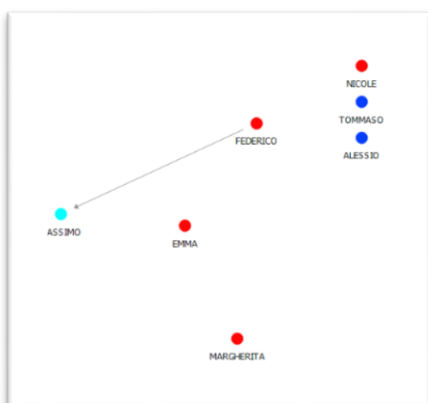 NICOLE
TOMMASO
FEDERICO
ALESSIO
ASSIMO
EMMA
MARGHERITA